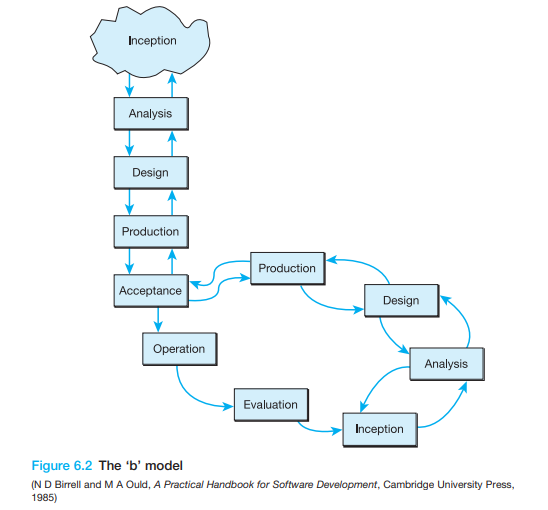 Inception
Analysis
Design
Production
Acceptance
Production
Design
Operation
Analysis
Evaluation
Inception
Figure 6.2 The ‘b’ model
(N D Birrell and M A Ould, A Practical Handbook for Software Development, Cambridge University Press,
1985)